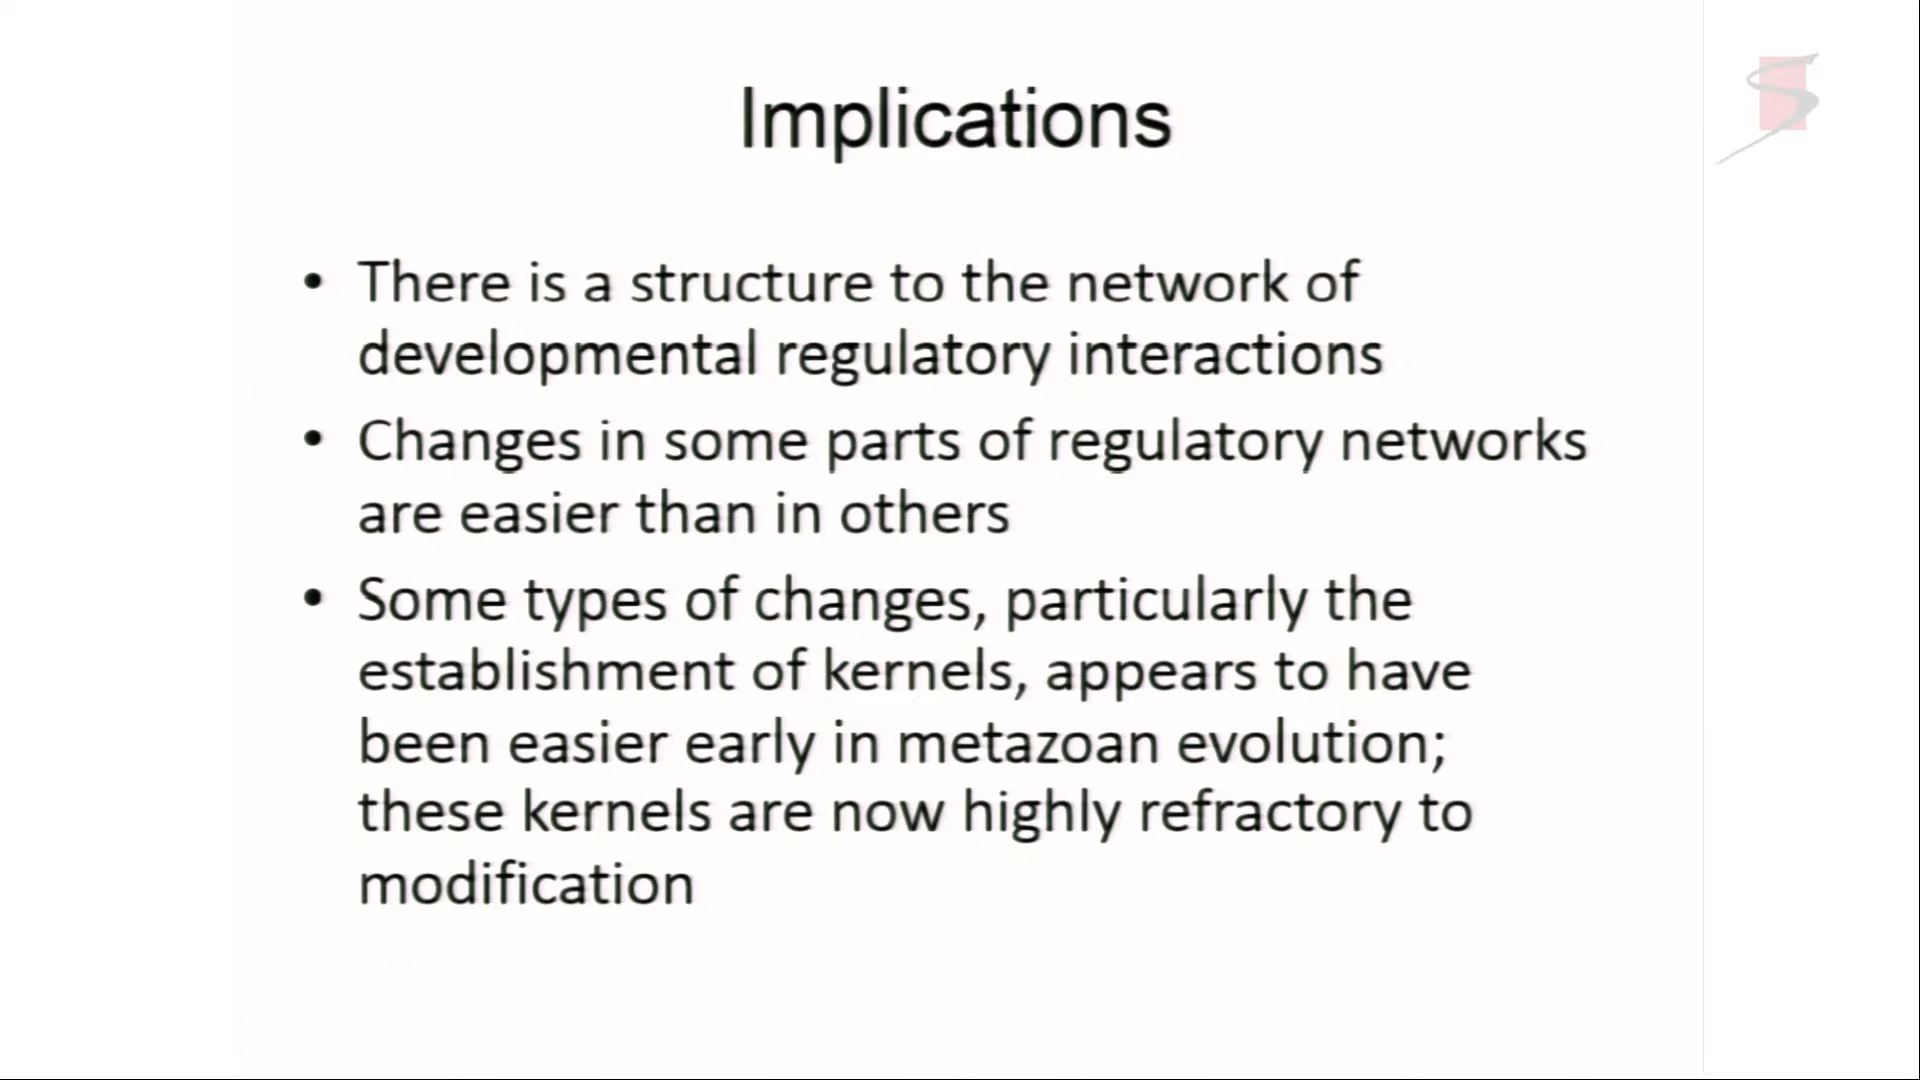 Implications
• There is a structure to the network of
developmental regulatory interactions
• Changes in some parts of regulatory networks
are easier than in others
• Some types of changes, particularly the
establishment of kernels, appears to have
been easier early in metazoan evolution;
these kernels are now highly refractory to
modification